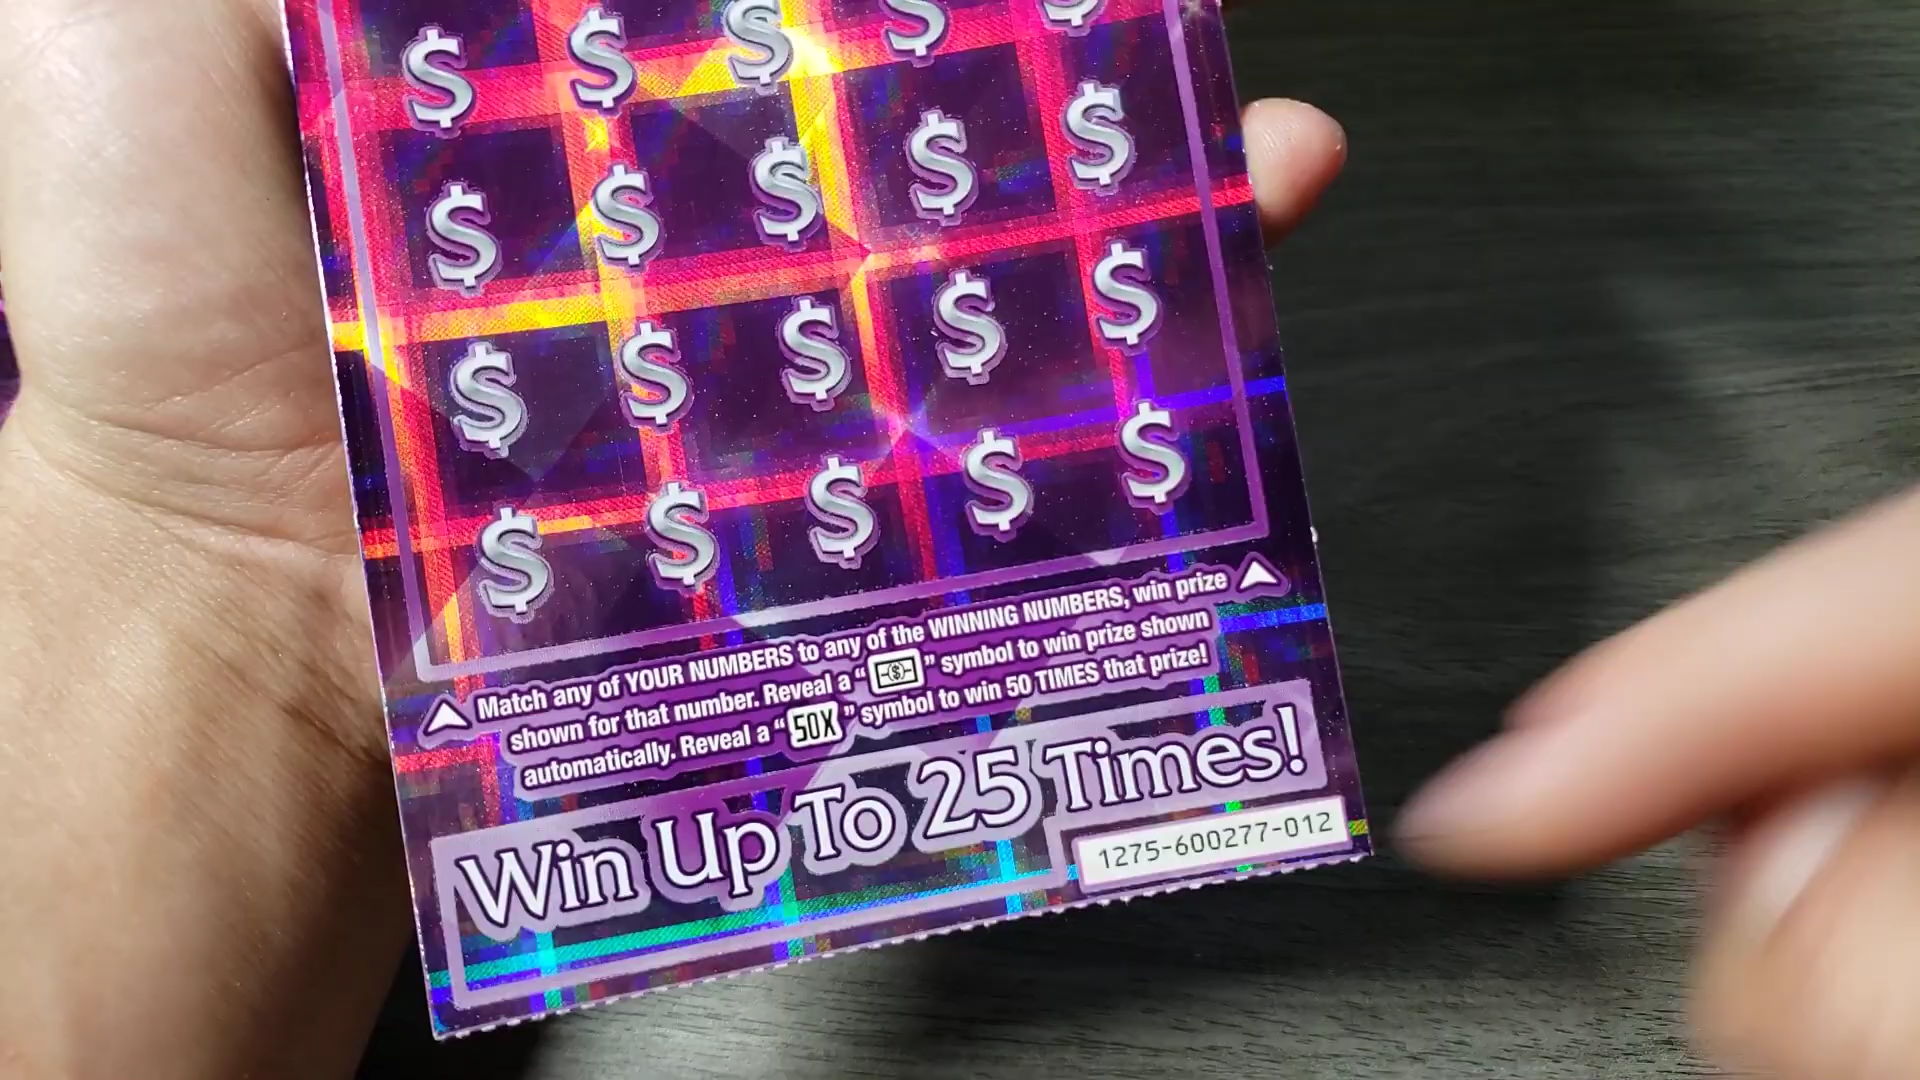 $ $ $ $ $
$ $ $ $ $
$ $ $ $ $
$ $ $ $ $
Match any of YOUR NUMBERS to any of the WINNING NUMBERS, win prize
shown for that number. Reveal a "$" symbol to win prize shown
automatically. Reveal a "50X" symbol to win 50 TIMES that prize!
Win Up To 25 Times!
1275-600277-012